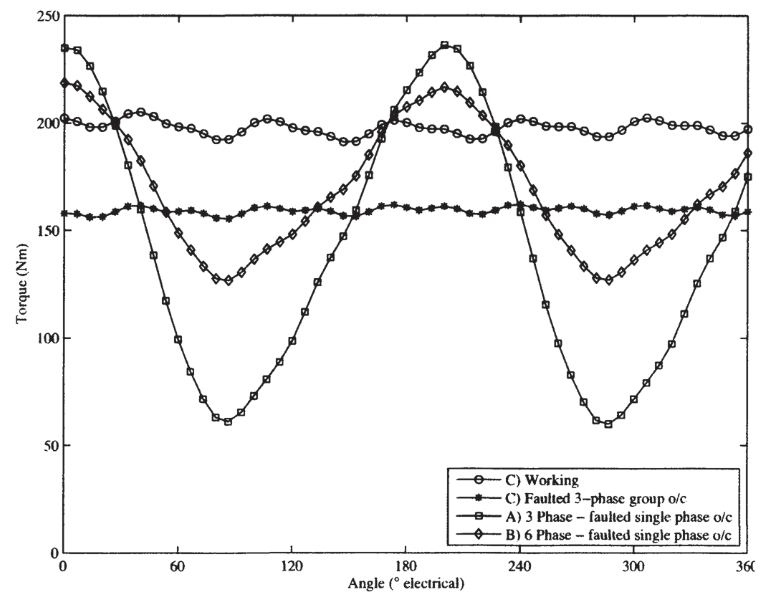 250
200
150
100
50
0
Torque (Nm)
0 60 120 180 240 300 360
Angle (° electrical)
C) Working
C) Faulted 3-phase group o/c
A) 3 Phase - faulted single phase o/c
B) 6 Phase - faulted single phase o/c